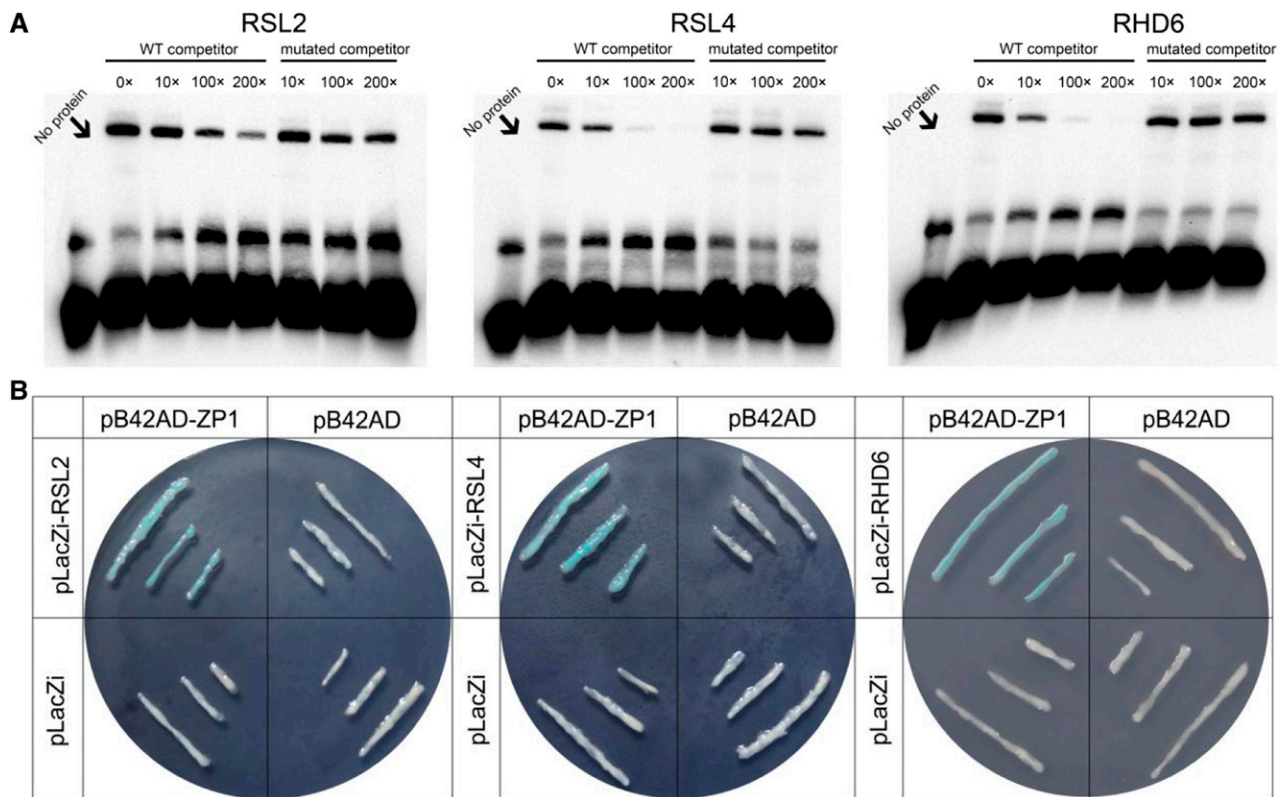 A
RSL2
RSL4
RHD6
WT competitor mutated competitor
WT competitor mutated competitor
WT competitor mutated competitor
0× 10× 100× 200× 10× 100× 200×
0× 10× 100× 200× 10× 100× 200×
0× 10× 100× 200× 10× 100× 200×
No protein
No protein
No protein
B
pB42AD-ZP1 pB42AD
pB42AD-ZP1 pB42AD
pB42AD-ZP1 pB42AD
pLacZi-RSL2
pLacZi-RSL4
pLacZi-RHD6
pLacZi
pLacZi
pLacZi